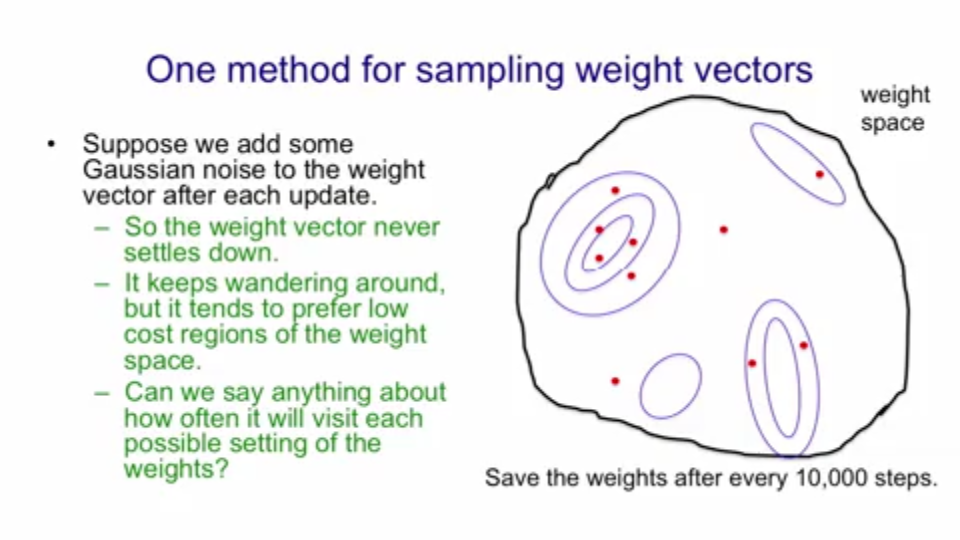 One method for sampling weight vectors
weight
space
• Suppose we add some
Gaussian noise to the weight
vector after each update.
– So the weight vector never
settles down.
– It keeps wandering around,
but it tends to prefer low
cost regions of the weight
space.
– Can we say anything about
how often it will visit each
possible setting of the
weights?
Save the weights after every 10,000 steps.